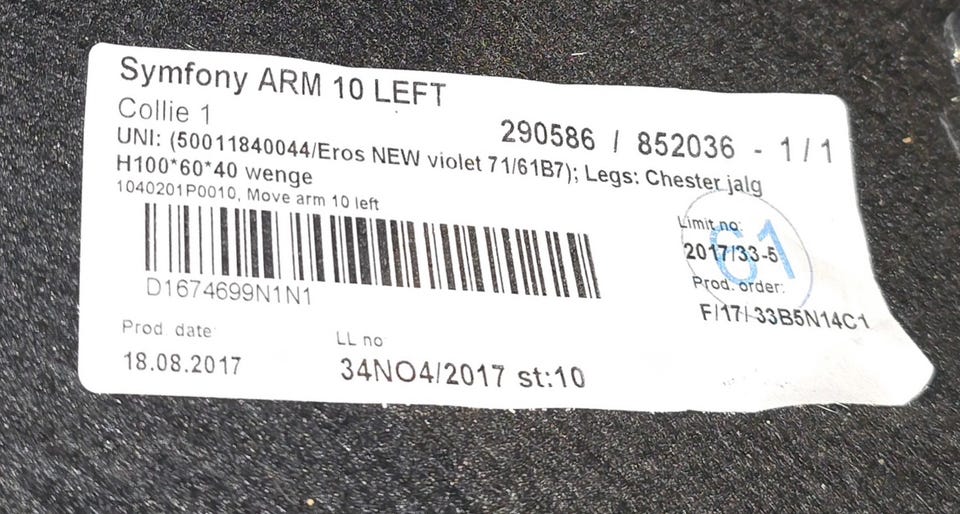 Symfony ARM 10 LEFT
Collie 1
290586 / 852036 - 1/1
UNI: (50011840044/Eros NEW violet 71/61B7); Legs: Chester jalg
H100*60*40 wenge
1040201P0010, Move arm 10 left
D1674699N1N1
Limit no:
2017/33-5
61
Prod. order:
F/17/33B5N14C1
Prod. date
18.08.2017
LL no
34NO4/2017 st:10